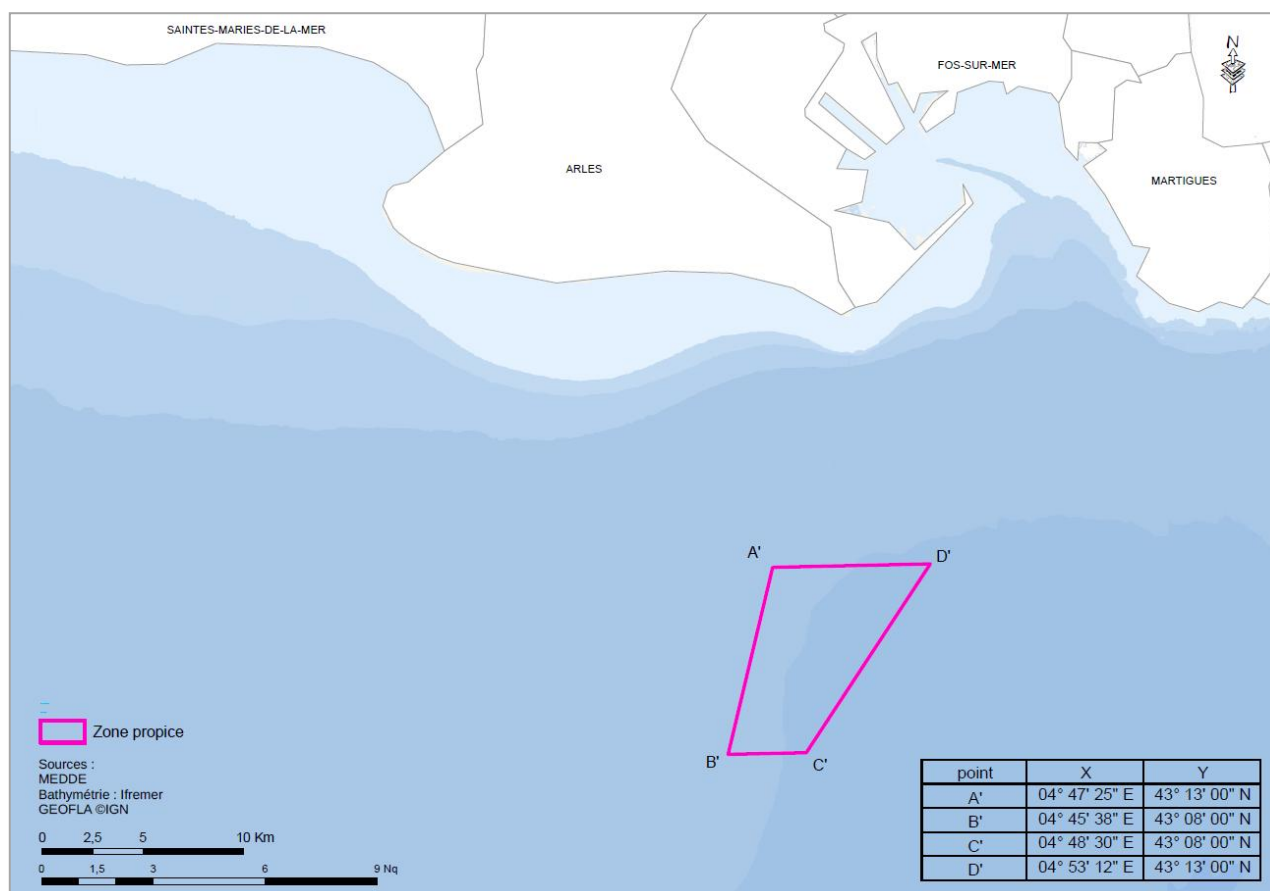 SAINTES-MARIES-DE-LA-MER
N
FOS-SUR-MER
ARLES
MARTIGUES
A'
D'
B'
C'
Zone propice
Sources :
MEDDE
Bathymétrie : Ifremer
GEOFLA ©IGN
0 2,5 5 10 Km
0 1,5 3 6 9 Nq
point X Y
A' 04° 47' 25" E 43° 13' 00" N
B' 04° 45' 38" E 43° 08' 00" N
C' 04° 48' 30" E 43° 08' 00" N
D' 04° 53' 12" E 43° 13' 00" N